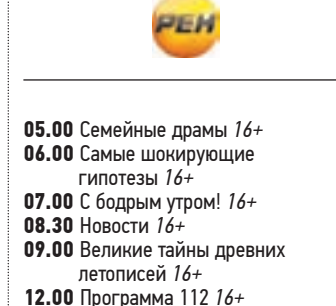 РЕН
05.00 Семейные драмы 16+
06.00 Самые шокирующие
гипотезы 16+
07.00 С бодрым утром! 16+
08.30 Новости 16+
09.00 Великие тайны древних
летописей 16+
12.00 Программа 112 16+